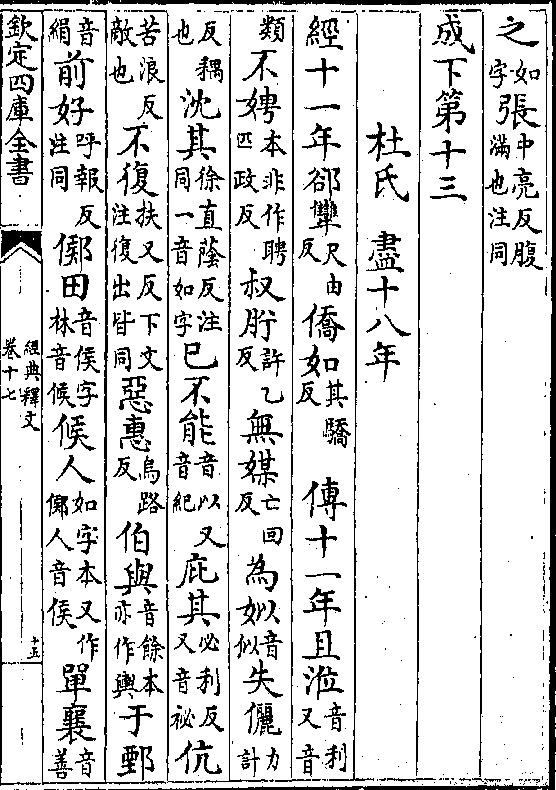 之如字張中亮反腹滿也注同
成下第十三
杜氏 盡十八年
經十一年郤犨尺由反僑如其驕反 傳十一年且涖音利又音
類不娉本非作聘匹政反叔肸許乙反無媒亡回反為姒音似失儷力計
反耦也沈其徐直蔭反注同一音如字已不能音以又音紀庇其必利反又音祕伉
苦浪反敵也不復扶又反下文注復出皆同惡惠烏路反伯與音餘本亦作輿于鄄
音絹前好呼報反注同鄇田音侯字林音候候人如字本又作鄇人音侯單襄音善
欽定四庫全書
經典釋文
卷十七
十五